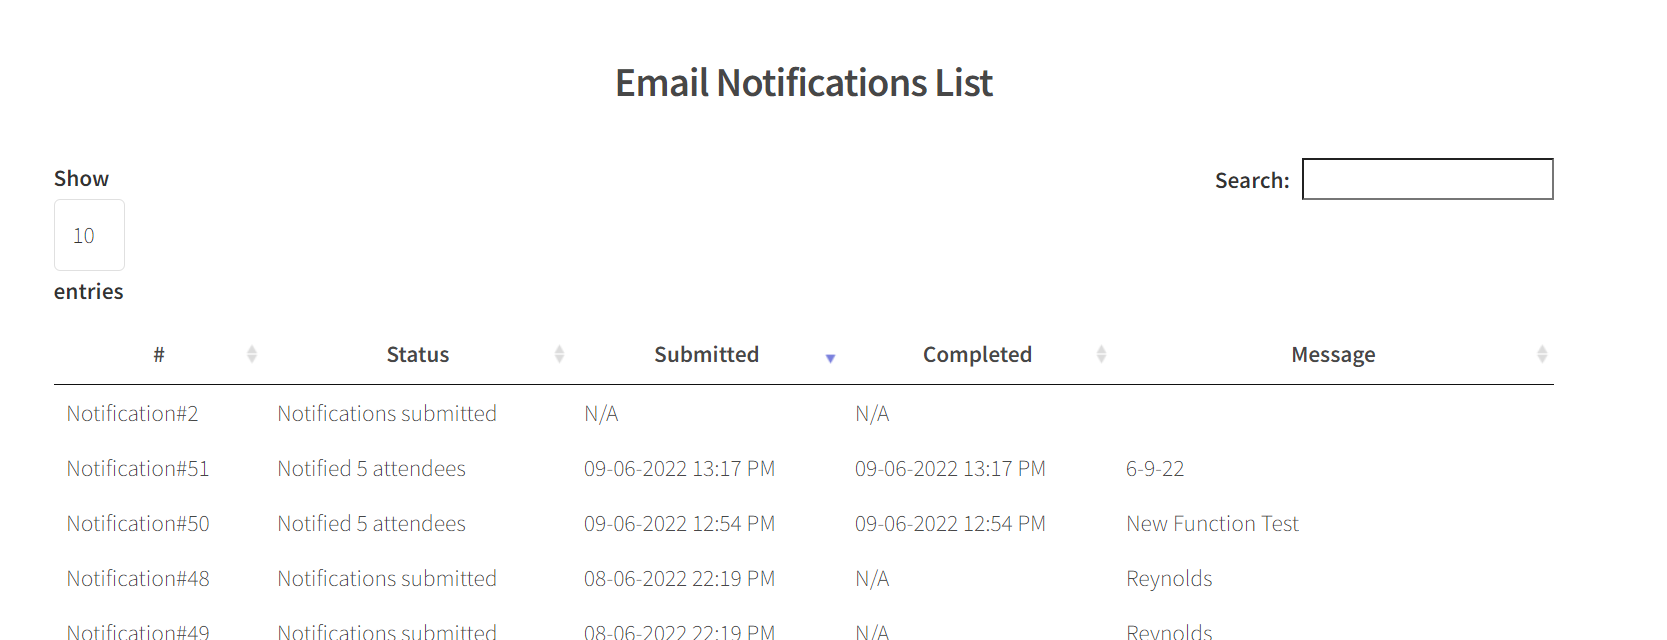 Email Notifications List
Show
Search:
10
entries
# Status Submitted Completed Message
Notification#2 Notifications submitted N/A N/A
Notification#51 Notified 5 attendees 09-06-2022 13:17 PM 09-06-2022 13:17 PM 6-9-22
Notification#50 Notified 5 attendees 09-06-2022 12:54 PM 09-06-2022 12:54 PM New Function Test
Notification#48 Notifications submitted 08-06-2022 22:19 PM N/A Reynolds
Notification#49 Notifications submitted 08-06-2022 22:19 PM N/A Reynolds